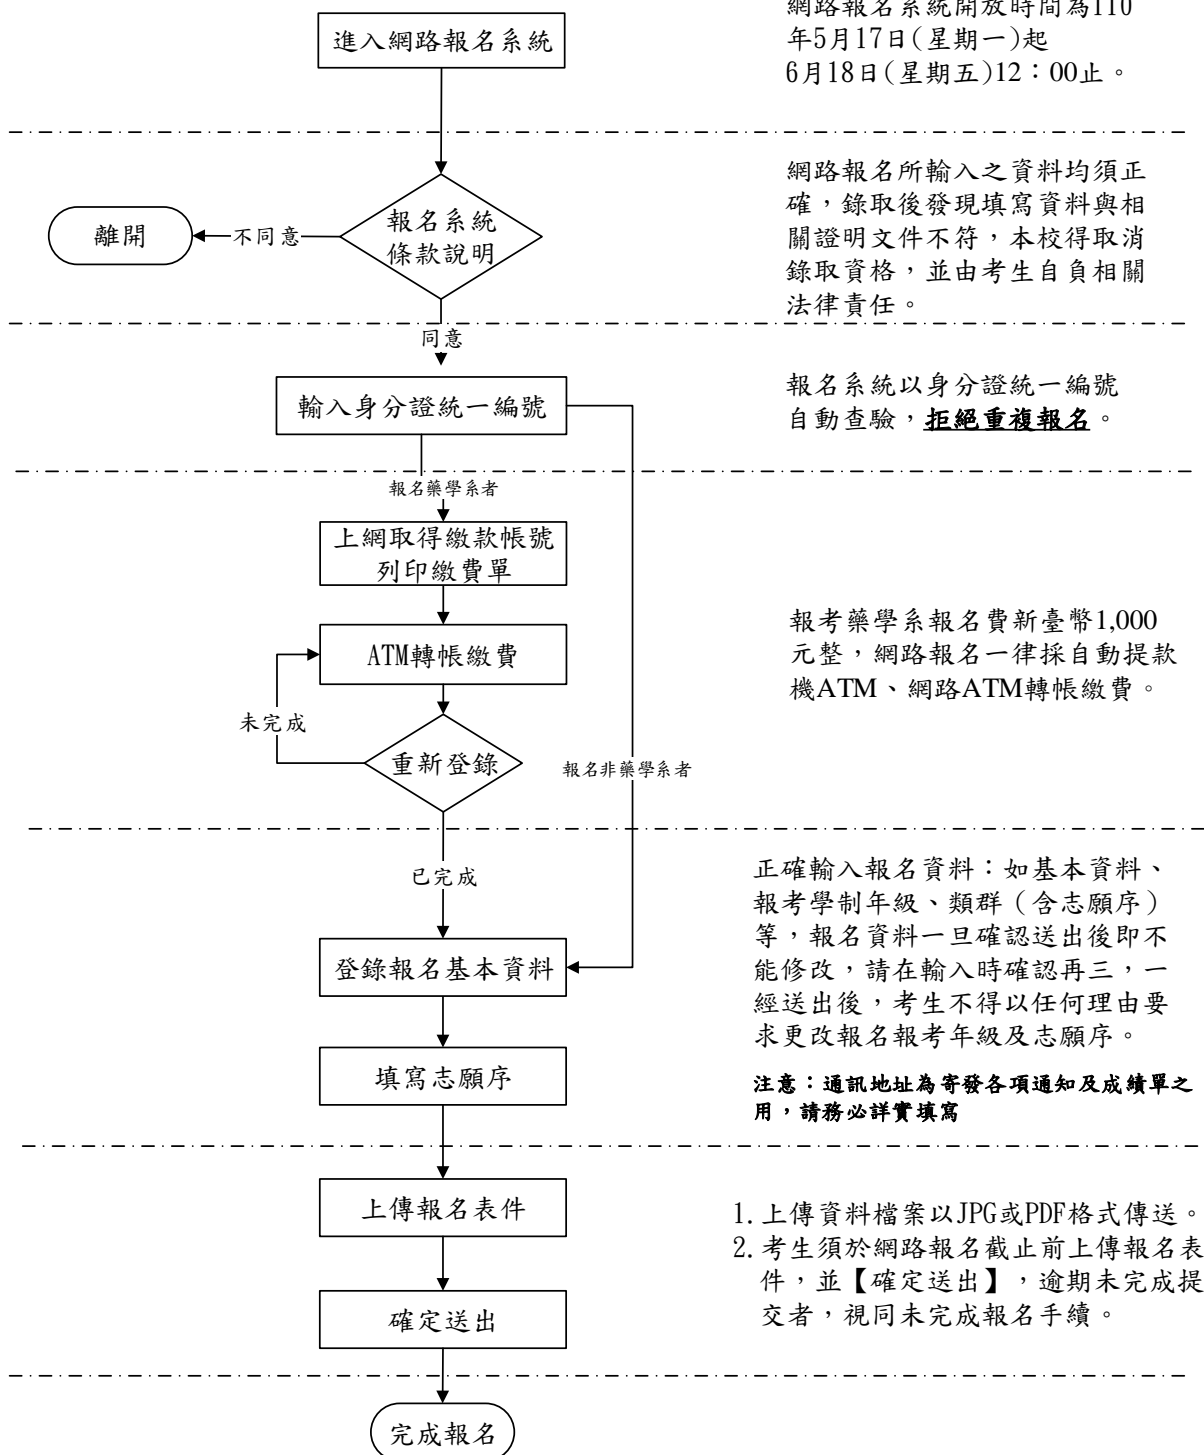 網路報名系統開放時間為110
年5月17日(星期一)起
6月18日(星期五)12：00止。
進入網路報名系統
網路報名所輸入之資料均須正
確，錄取後發現填寫資料與相
關證明文件不符，本校得取消
錄取資格，並由考生自負相關
法律責任。
離開
不同意
報名系統
條款說明
同意
輸入身分證統一編號
報名系統以身分證統一編號
自動查驗，拒絕重複報名。
報名藥學系者
上網取得繳款帳號
列印繳費單
ATM轉帳繳費
報考藥學系報名費新臺幣1,000
元整，網路報名一律採自動提款
機ATM、網路ATM轉帳繳費。
未完成
重新登錄
報名非藥學系者
已完成
登錄報名基本資料
正確輸入報名資料：如基本資料、
報考學制年級、類群（含志願序）
等，報名資料一旦確認送出後即不
能修改，請在輸入時確認再三，一
經送出後，考生不得以任何理由要
求更改報名報考年級及志願序。
填寫志願序
注意：通訊地址為寄發各項通知及成績單之
用，請務必詳實填寫
上傳報名表件
1.上傳資料檔案以JPG或PDF格式傳送。
2.考生須於網路報名截止前上傳報名表
件，並【確定送出】，逾期未完成提
交者，視同未完成報名手續。
確定送出
完成報名